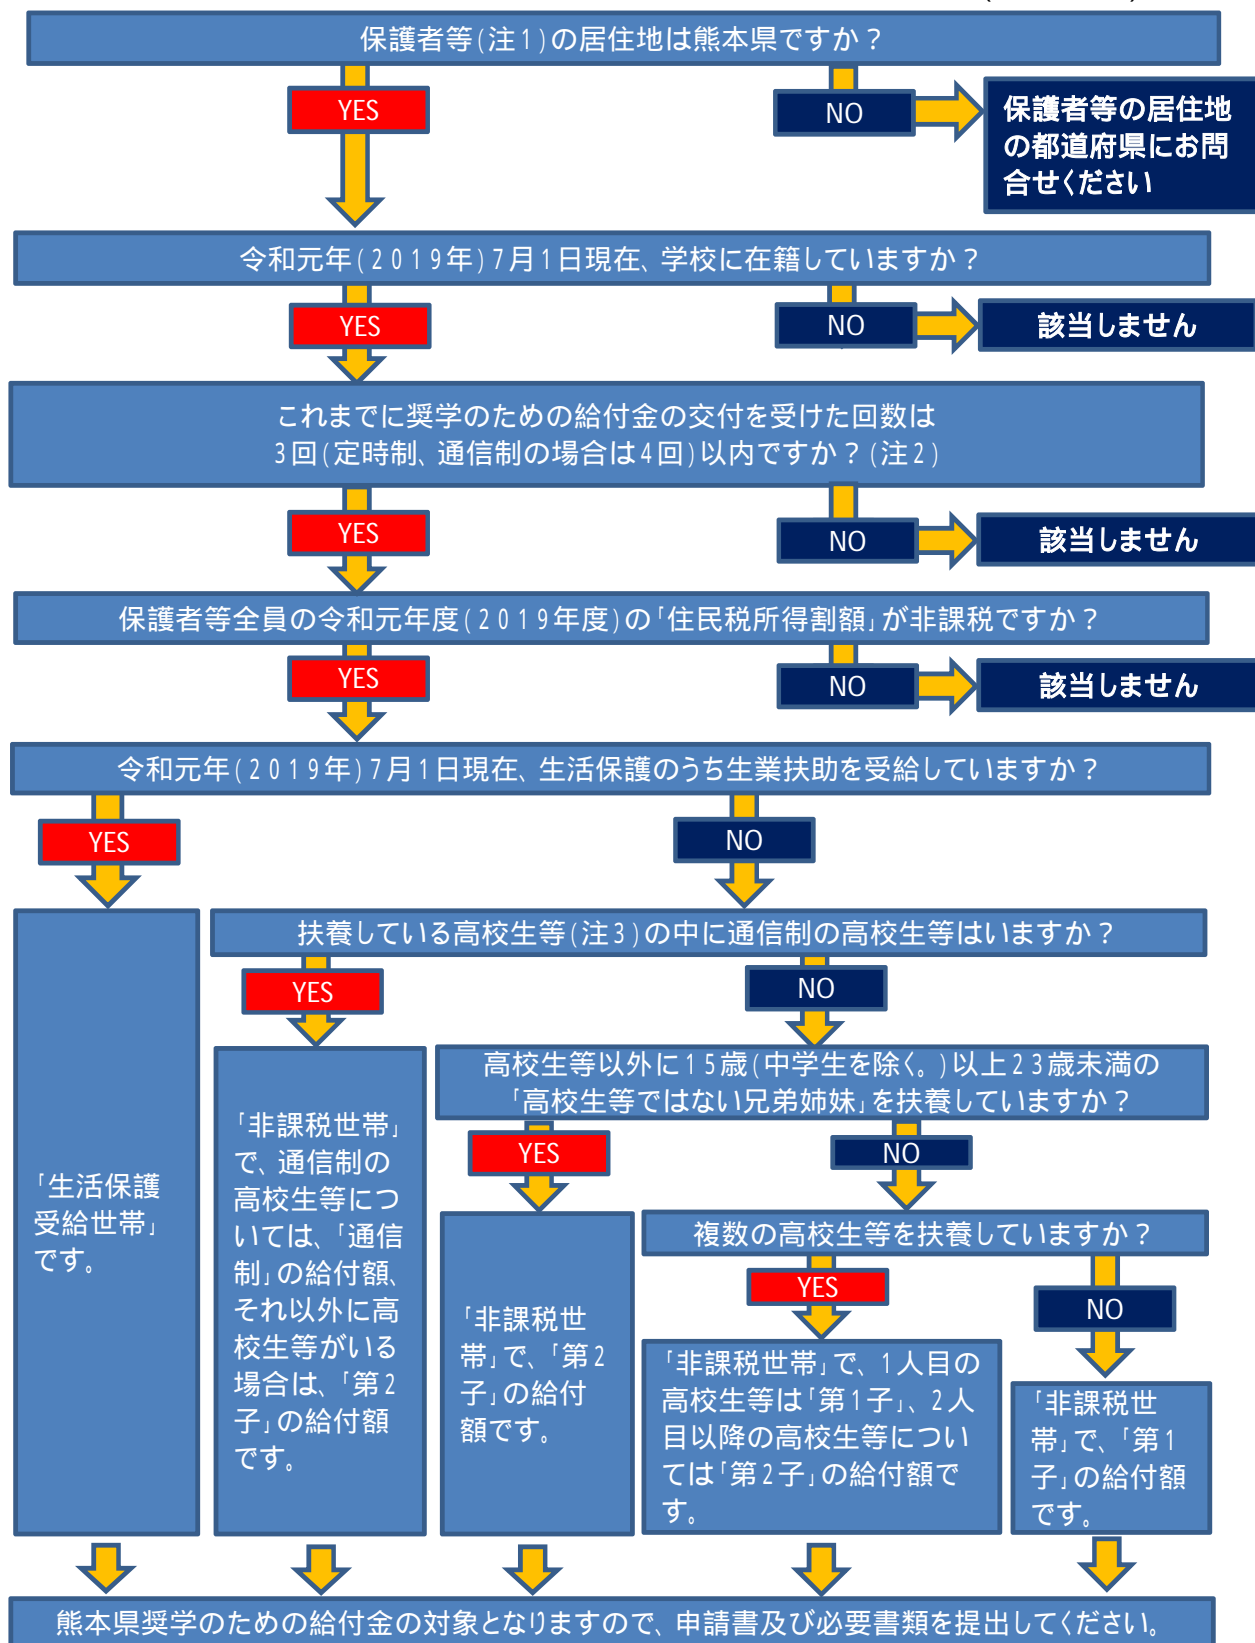 保護者等(注1)の居住地は熊本県ですか？
YES
NO
保護者等の居住地
の都道府県にお問
合せください
令和元年(2019年)7月1日現在、学校に在籍していますか？
YES
NO
該当しません
これまでに奨学のための給付金の交付を受けた回数は
3回(定時制、通信制の場合は4回)以内ですか？(注2)
YES
NO
該当しません
保護者等全員の令和元年度(2019年度)の「住民税所得割額」が非課税ですか？
YES
NO
該当しません
令和元年(2019年)7月1日現在、生活保護のうち生業扶助を受給していますか？
YES
NO
扶養している高校生等(注3)の中に通信制の高校生等はいますか？
YES
NO
高校生等以外に15歳(中学生を除く。)以上23歳未満の
「高校生等ではない兄弟姉妹」を扶養していますか？
YES
NO
複数の高校生等を扶養していますか？
YES
NO
「生活保護
受給世帯」
です。
「非課税世帯」
で、通信制の
高校生等につ
いては、「通信
制」の給付額、
それ以外に高
校生等がいる
場合は、「第2
子」の給付額
です。
「非課税世
帯」で、「第2
子」の給付
額です。
「非課税世帯」で、1人目の
高校生等は「第1子」、2人
目以降の高校生等につい
ては「第2子」の給付額で
す。
「非課税世
帯」で、「第1
子」の給付額
です。
熊本県奨学のための給付金の対象となりますので、申請書及び必要書類を提出してください。